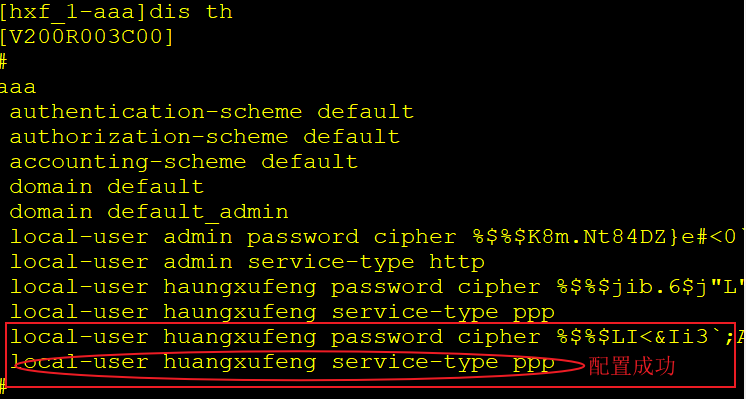 [hxf_1-aaa]dis th
[V200R003C00]
#
aaa
authentication-scheme default
authorization-scheme default
accounting-scheme default
domain default
domain default_admin
local-user admin password cipher %$%$K8m.Nt84DZ}e#<0`
local-user admin service-type http
local-user haungxufeng password cipher %$%$jib.6$j"L"
local-user haungxufeng service-type ppp
local-user huangxufeng password cipher %$%$LI<&Ii3`;A
local-user huangxufeng service-type ppp 配置成功
#